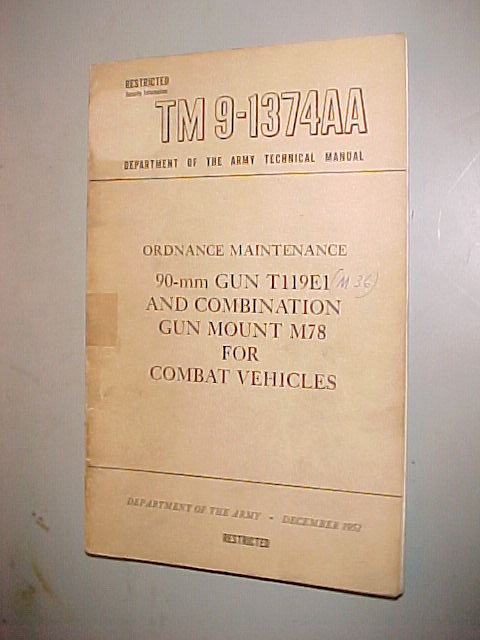 RESTRICTED
Security Information
TM 9-1374AA
DEPARTMENT OF THE ARMY TECHNICAL MANUAL
ORDNANCE MAINTENANCE
90-mm GUN T119E1 (M 36)
AND COMBINATION
GUN MOUNT M78
FOR
COMBAT VEHICLES
DEPARTMENT OF THE ARMY • DECEMBER 1952
RESTRICTED